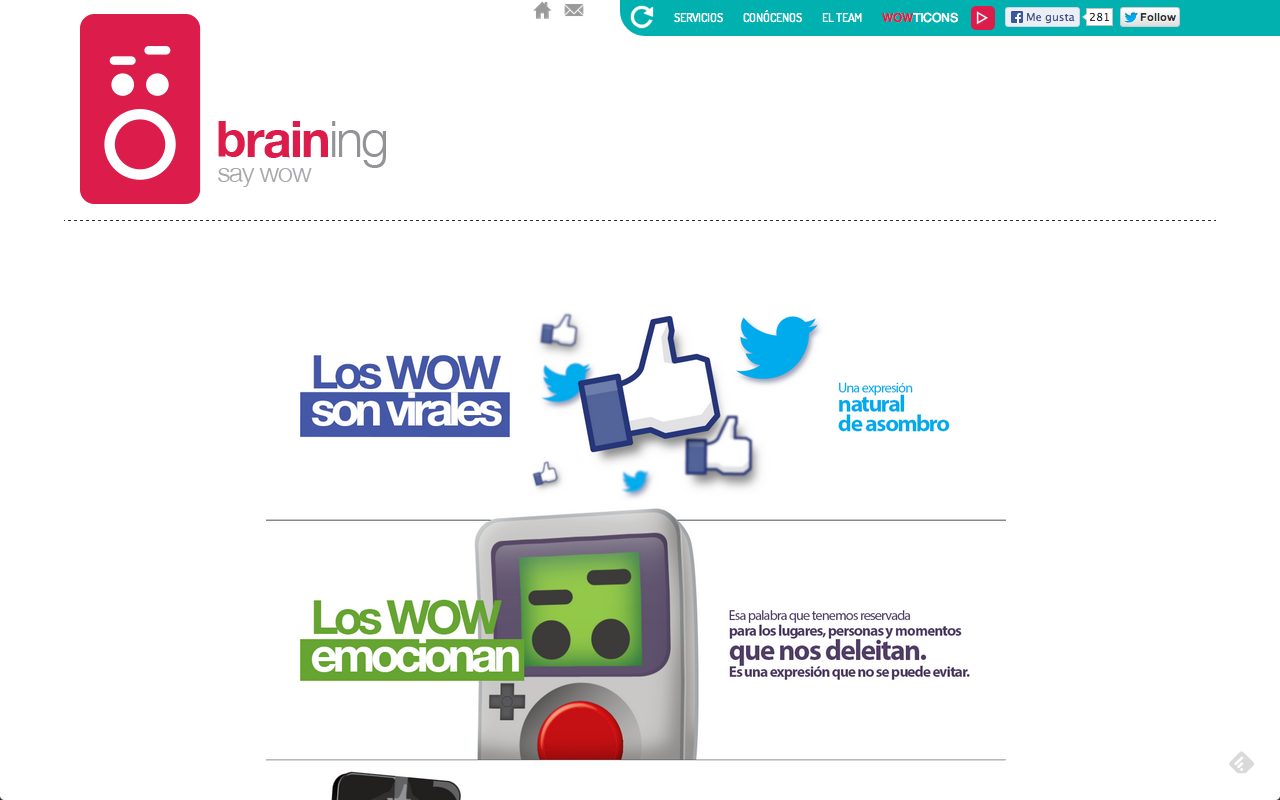 SERVICIOS CONÓCENOS EL TEAM WOWTICONS Me gusta 281 Follow
braining
say wow
Los WOW
son virales
Una expresión
natural
de asombro
Los WOW
emocionan
Esa palabra que tenemos reservada
para los lugares, personas y momentos
que nos deleitan.
Es una expresión que no se puede evitar.